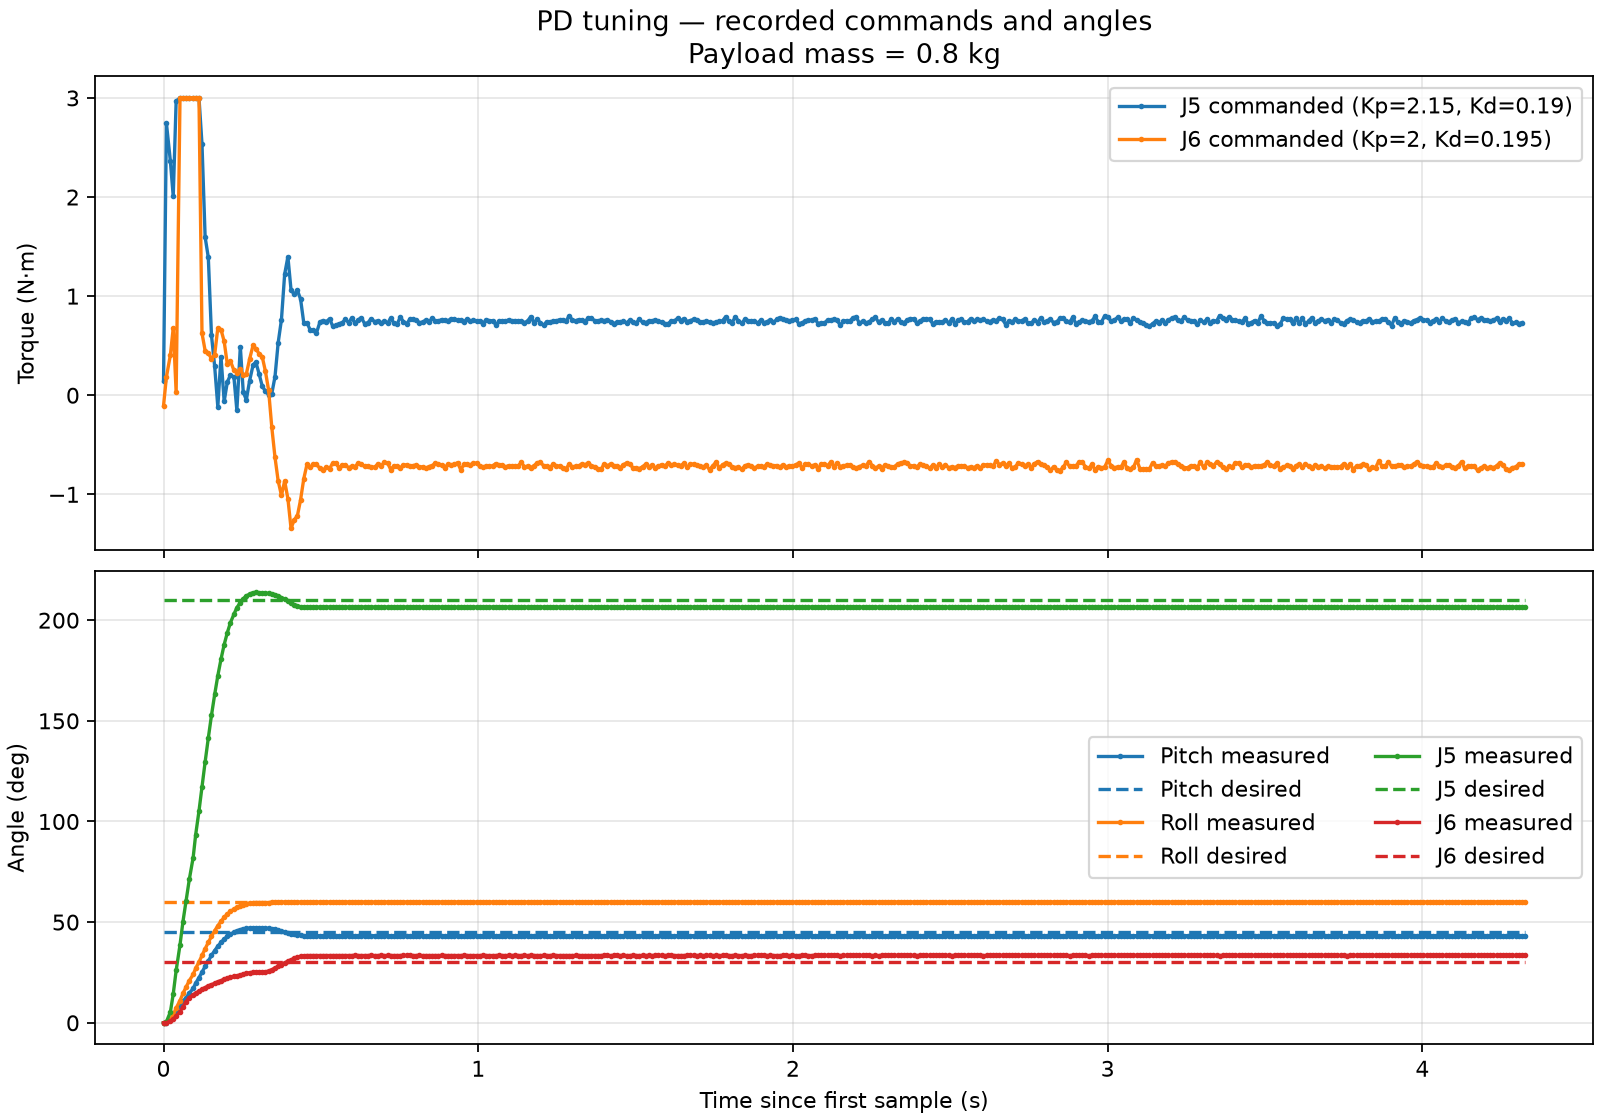 PD tuning — recorded commands and angles
Payload mass = 0.8 kg
J5 commanded (Kp=2.15, Kd=0.19)
J6 commanded (Kp=2, Kd=0.195)
Torque (N·m)
3
2
1
0
−1
Angle (deg)
200
150
100
50
0
Pitch measured
Pitch desired
Roll measured
Roll desired
J5 measured
J5 desired
J6 measured
J6 desired
0
1
2
3
4
Time since first sample (s)